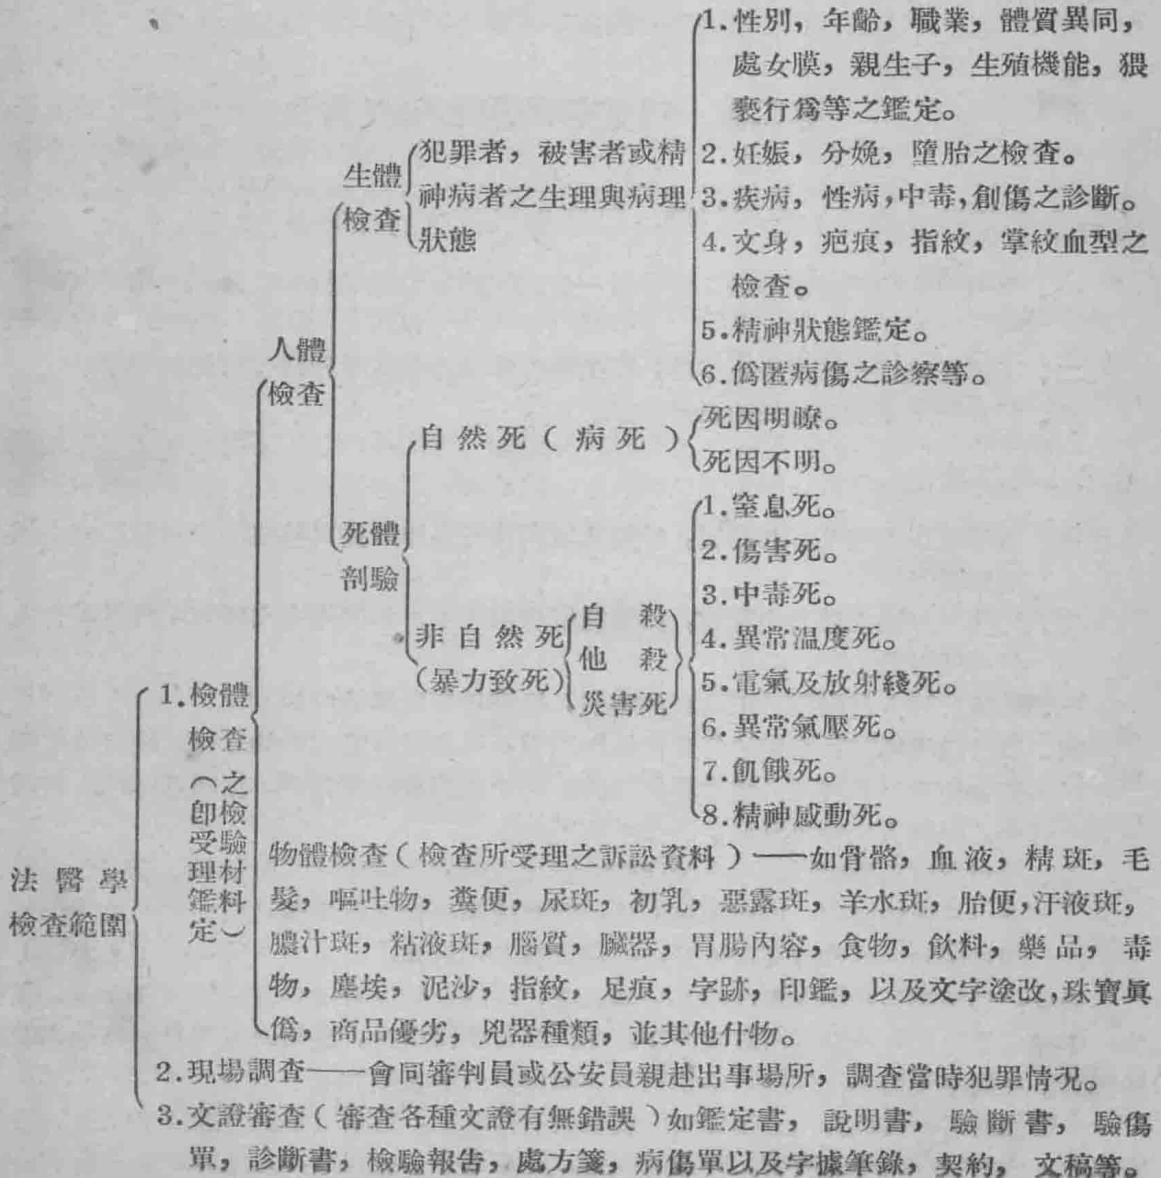 法醫學
檢查範圍
1.檢體
檢查
(卽受理鑑定
之檢驗材料)
人體
檢查
生體
檢查
犯罪者，被害者或精
神病者之生理與病理
狀態
1.性別，年齡，職業，體質異同，
處女膜，親生子，生殖機能，猥
褻行爲等之鑑定。
2.妊娠，分娩，墮胎之檢查。
3.疾病，性病，中毒，創傷之診斷。
4.文身，疤痕，指紋，掌紋血型之
檢查。
5.精神狀態鑑定。
6.僞匿病傷之診察等。
死體
剖驗
自然死（病死）
死因明瞭。
死因不明。
非自然死
(暴力致死)
自殺
他殺
災害死
1.窒息死。
2.傷害死。
3.中毒死。
4.異常温度死。
5.電氣及放射綫死。
6.異常氣壓死。
7.飢餓死。
8.精神感動死。
物體檢查（檢查所受理之訴訟資料）——如骨骼，血液，精斑，毛
髮，嘔吐物，糞便，尿斑，初乳，惡露斑，羊水斑，胎便，汗液斑，
膿汁斑，粘液斑，腦質，臟器，胃腸內容，食物，飲料，藥品，毒
物，塵埃，泥沙，指紋，足痕，字跡，印鑑，以及文字塗改，珠寶眞
僞，商品優劣，兇器種類，並其他什物。
2.現場調查——會同審判員或公安員親赴出事場所，調查當時犯罪情況。
3.文證審查（審查各種文證有無錯誤）如鑑定書，說明書，驗斷書，驗傷
單，診斷書，檢驗報告，處方箋，病傷單以及字據筆錄，契約，文稿等。